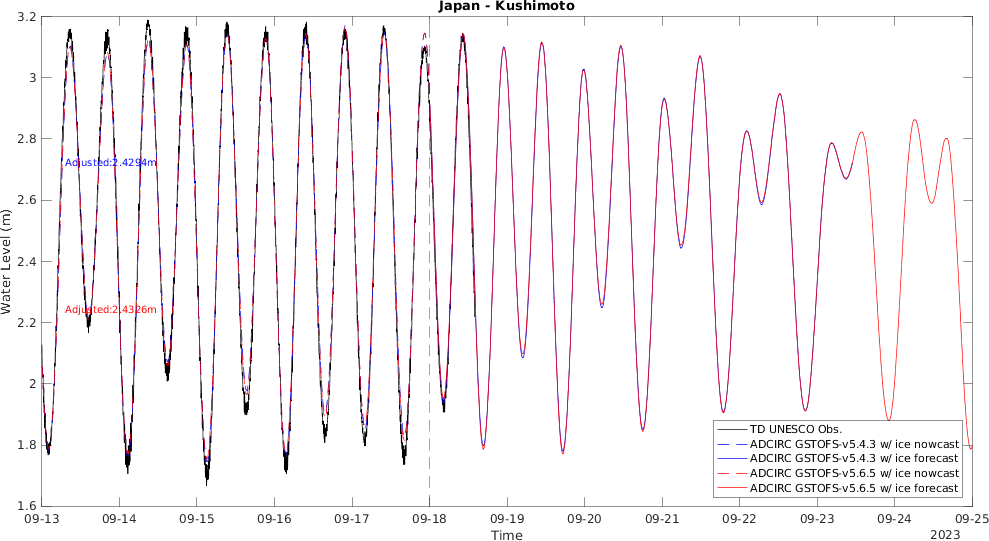 Japan - Kushimoto
3.2
3
2.8
2.6
2.4
2.2
2
1.8
1.6
Water Level (m)
Adjusted:2.4294m
Adjusted:2.4326m
TD UNESCO Obs.
ADCIRC GSTOFS-v5.4.3 w/ ice nowcast
ADCIRC GSTOFS-v5.4.3 w/ ice forecast
ADCIRC GSTOFS-v5.6.5 w/ ice nowcast
ADCIRC GSTOFS-v5.6.5 w/ ice forecast
09-13 09-14 09-15 09-16 09-17 09-18 09-19 09-20 09-21 09-22 09-23 09-24 09-25
Time
2023